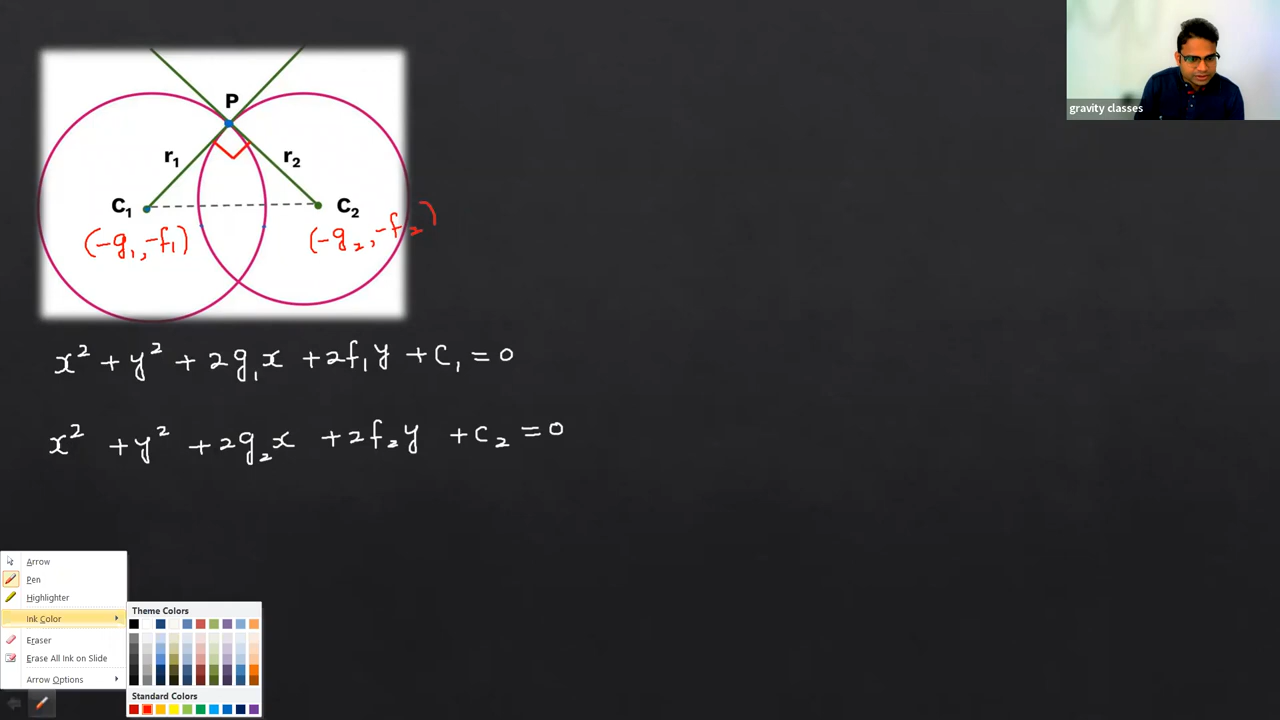 gravity classes
P
r₁
r₂
C₁
C₂
(-g₁,-f₁)
(-g₂,-f₂)
x² + y² + 2g₁x + 2f₁y + C₁ = 0
x² + y² + 2g₂x + 2f₂y + C₂ = 0
Arrow
Pen
Highlighter
Ink Color
Eraser
Erase All Ink on Slide
Arrow Options
Theme Colors
Standard Colors